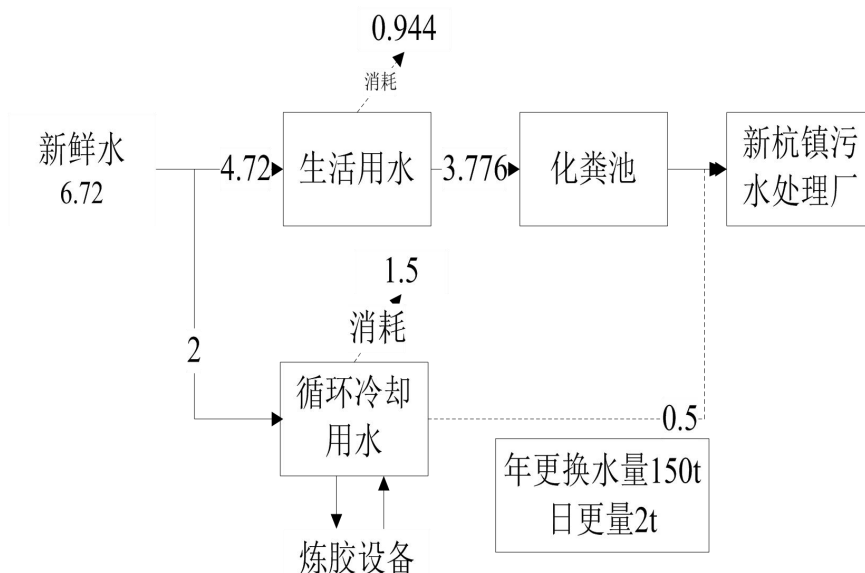 0.944
消耗
新鲜水
6.72
4.72
生活用水
3.776
化粪池
新杭镇污
水处理厂
1.5
消耗
2
循环冷却
用水
0.5
年更换水量150t
日更量2t
炼胶设备